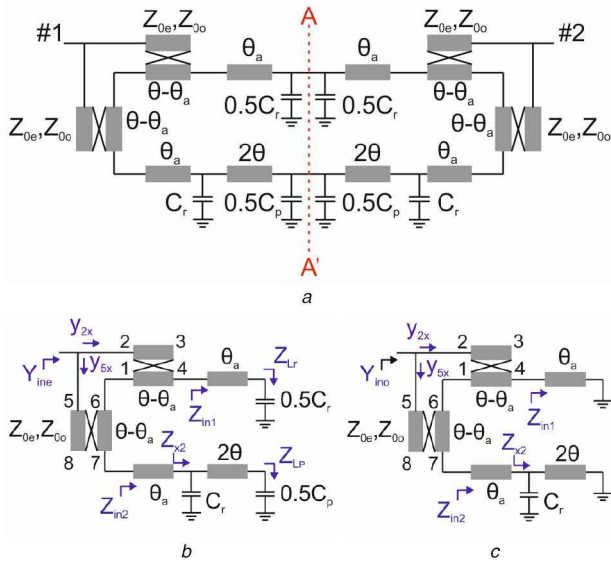 A
Z0e,Z0o Z0e,Z0o
#1 #2
θa θa
θ-θa θ-θa
0.5Cr 0.5Cr
Z0e,Z0o θ-θa θ-θa Z0e,Z0o
θa 2θ 2θ θa
Cr 0.5Cp 0.5Cp Cr
A'
a
y2x 2 3
Yine y5x 1 4 θa ZLr
θ-θa Zin1 0.5Cr
5 6
Z0e,Z0o θ-θa
8 7 Zx2 2θ ZLP
Zin2 θa Cr 0.5Cp
b
y2x 2 3
Yino y5x 1 4 θa
θ-θa Zin1
5 6
Z0e,Z0o θ-θa
8 7 Zx2 2θ
Zin2 θa Cr
c